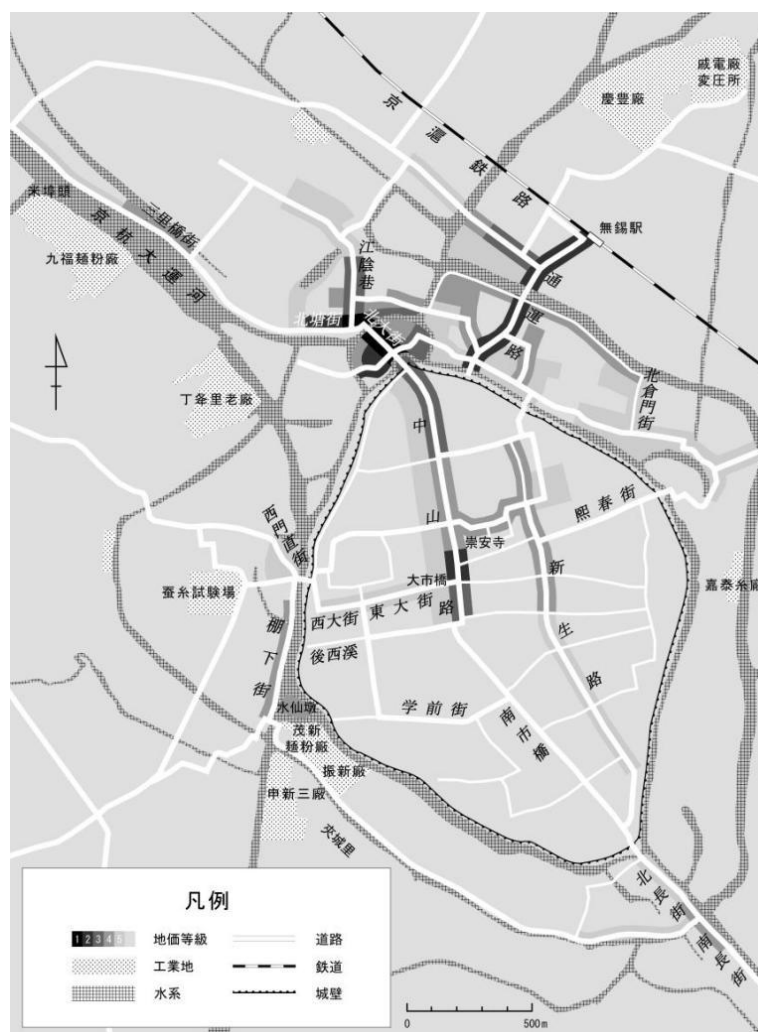 戚電廠
変圧所
慶豊廠
京滬鉄路
無錫駅
米埠頭
三里橋街
京杭大運河
九福麺粉廠
江陰巷
通運路
北塘街
北大街
北倉門街
丁夆里老廠
中山路
熙春街
崇安寺
西門直街
大市橋
新生路
嘉泰糸廠
蚕糸試験場
西大街
東大街
棚下街
後西溪
学前街
水仙墩
南市橋
茂新
麺粉廠
振新廠
申新三廠
夾城里
北長街
南長街
凡例
1 2 3 4 5
地価等級
道路
工業地
鉄道
水系
城壁
0 500m